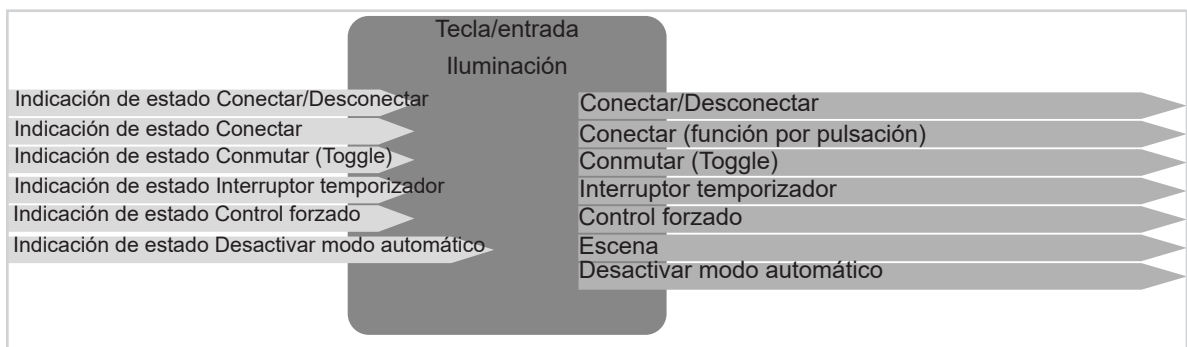 Tecla/entrada
Iluminación
Indicación de estado Conectar/Desconectar
Indicación de estado Conectar
Indicación de estado Conmutar (Toggle)
Indicación de estado Interruptor temporizador
Indicación de estado Control forzado
Indicación de estado Desactivar modo automático
Conectar/Desconectar
Conectar (función por pulsación)
Conmutar (Toggle)
Interruptor temporizador
Control forzado
Escena
Desactivar modo automático